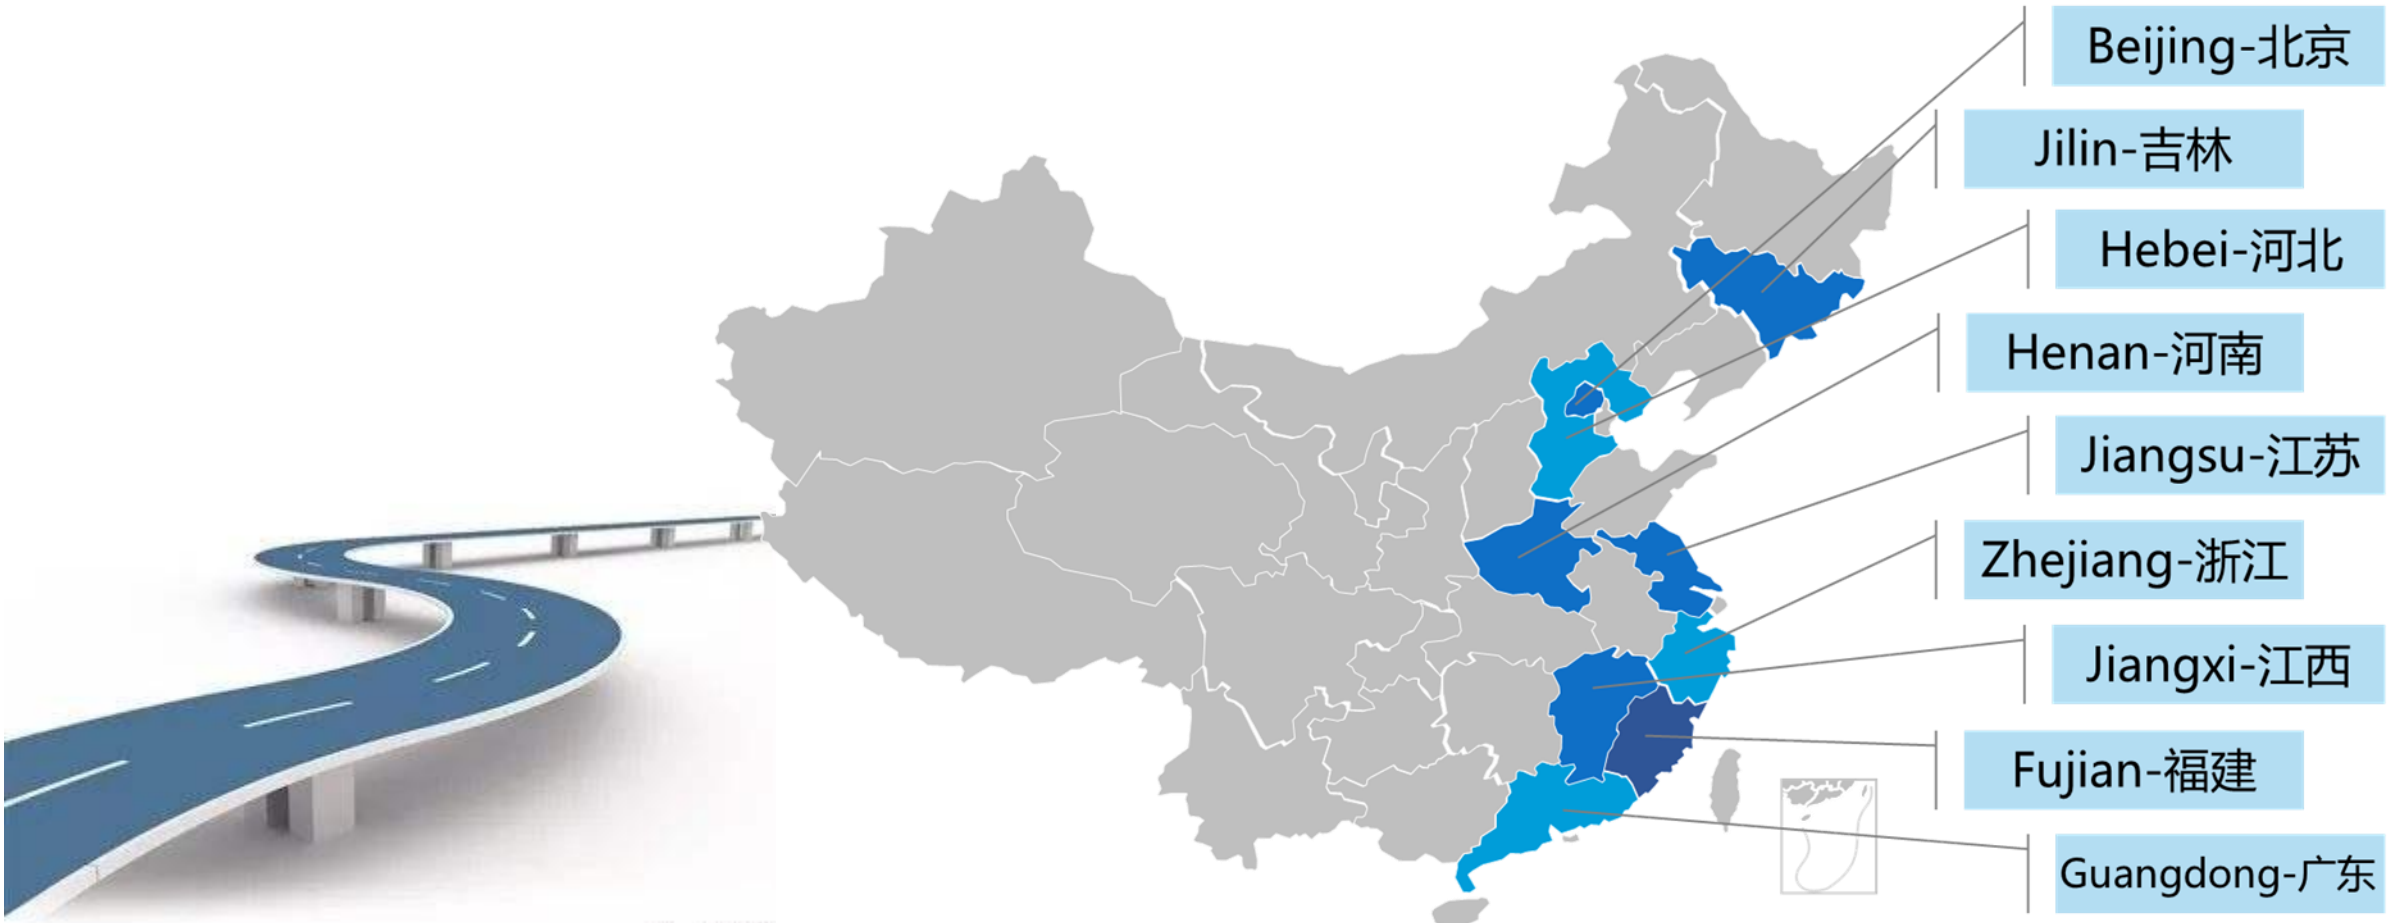 Beijing-北京
Jilin-吉林
Hebei-河北
Henan-河南
Jiangsu-江苏
Zhejiang-浙江
Jiangxi-江西
Fujian-福建
Guangdong-广东